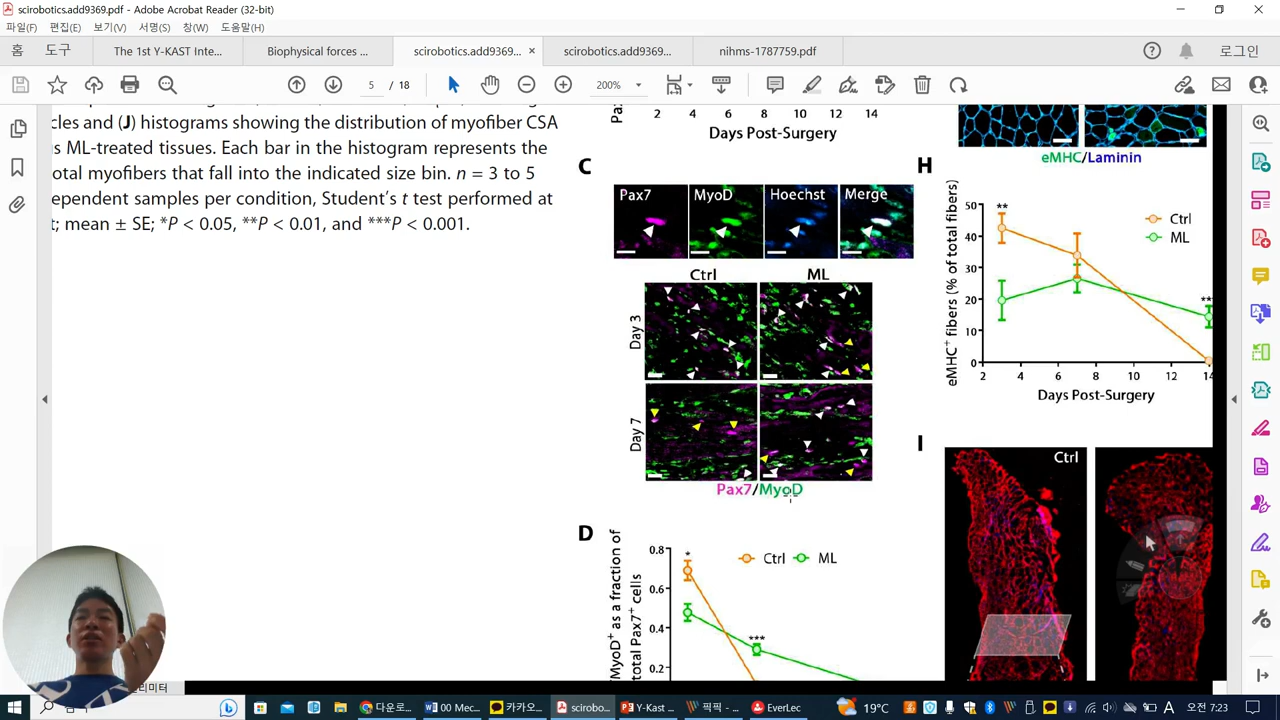 scirobotics.add9369.pdf - Adobe Acrobat Reader (32-bit)
파일(F) 편집(E) 보기(V) 서명(S) 창(W) 도움말(H)
홈 도구 The 1st Y-KAST Inte... Biophysical forces ... scirobotics.add9369... × scirobotics.add9369... nihms-1787759.pdf 로그인
5 / 18 200%
cles and (J) histograms showing the distribution of myofiber CSA
s ML-treated tissues. Each bar in the histogram represents the
otal myofibers that fall into the indicated size bin. n = 3 to 5
ependent samples per condition, Student's t test performed at
t; mean ± SE; *P < 0.05, **P < 0.01, and ***P < 0.001.
2 4 6 8 10 12 14
Days Post-Surgery
C
Pax7 MyoD Hoechst Merge
Ctrl ML
Day 3
Day 7
Pax7/MyoD
D
MyoD+ as a fraction of
total Pax7+ cells
0.8
0.6
0.4
0.2
*
***
Ctrl ML
eMHC/Laminin
H
eMHC+ fibers (% of total fibers)
50
40
30
20
10
0
**
Ctrl
ML
2 4 6 8 10 12 14
Days Post-Surgery
I
Ctrl
리미터
다운로... 00 Mec... 카카오... scirobo... Y-Kast ... 픽픽 - ... EverLec 19°C A 오전 7:23